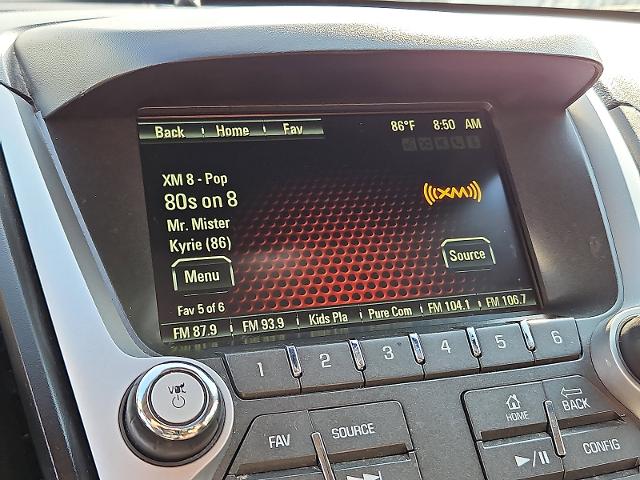 Back Home Fav 86°F 8:50 AM
XM 8 - Pop
80s on 8
Mr. Mister
Kyrie (86)
XM
Menu
Source
Fav 5 of 6
FM 87.9 FM 93.9 Kids Pla Pure Com FM 104.1 FM 106.7
1 2 3 4 5 6
VOL
FAV SOURCE
HOME BACK
CONFIG